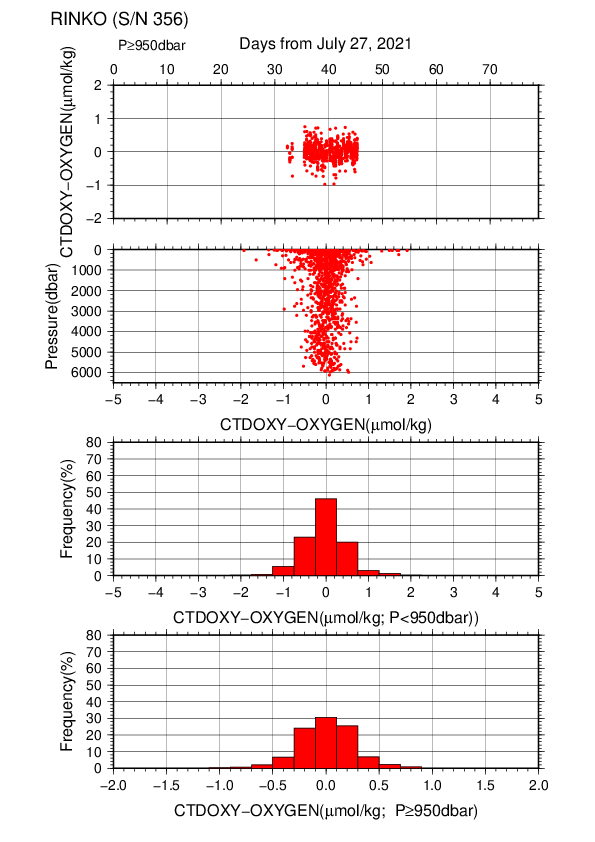 RINKO (S/N 356)
P≥950dbar
Days from July 27, 2021
0 10 20 30 40 50 60 70
CTDOXY−OXYGEN(μmol/kg)
2
1
0
−1
−2
Pressure(dbar)
0
1000
2000
3000
4000
5000
6000
−5 −4 −3 −2 −1 0 1 2 3 4 5
CTDOXY−OXYGEN(μmol/kg)
Frequency(%)
80
70
60
50
40
30
20
10
0
−5 −4 −3 −2 −1 0 1 2 3 4 5
CTDOXY−OXYGEN(μmol/kg; P<950dbar))
Frequency(%)
80
70
60
50
40
30
20
10
0
−2.0 −1.5 −1.0 −0.5 0.0 0.5 1.0 1.5 2.0
CTDOXY−OXYGEN(μmol/kg; P≥950dbar)